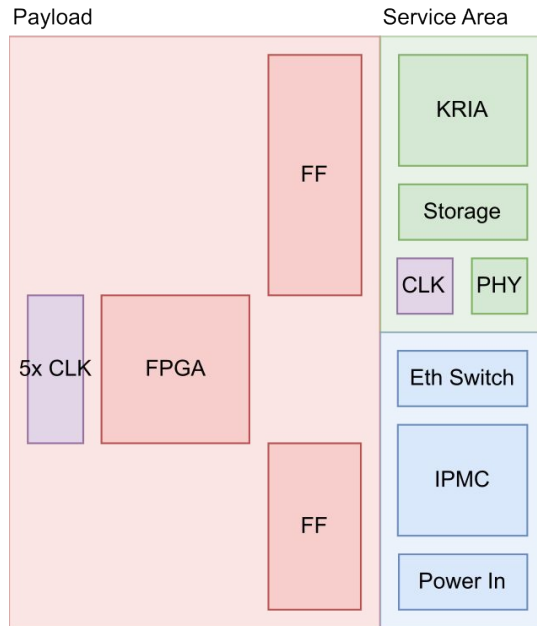 Payload
Service Area
FF
KRIA
Storage
CLK
PHY
5x CLK
FPGA
Eth Switch
IPMC
FF
Power In